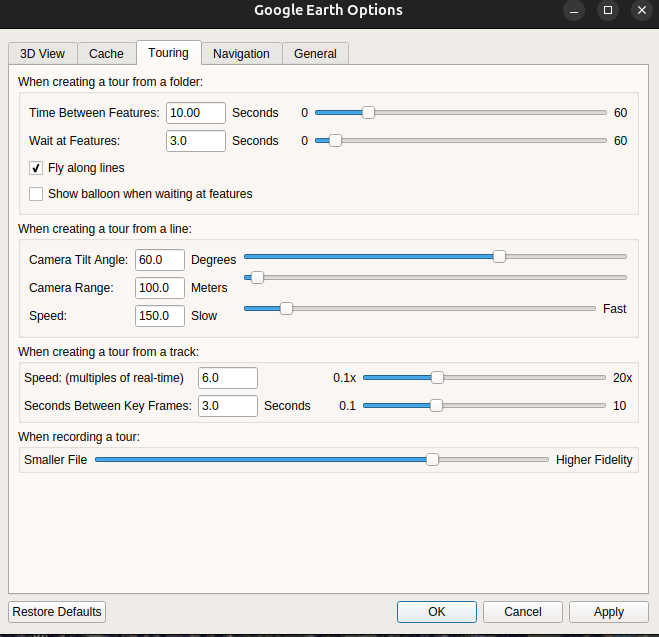 Google Earth Options
3D View Cache Touring Navigation General
When creating a tour from a folder:
Time Between Features: 10.00 Seconds 0 60
Wait at Features: 3.0 Seconds 0 60
Fly along lines
Show balloon when waiting at features
When creating a tour from a line:
Camera Tilt Angle: 60.0 Degrees
Camera Range: 100.0 Meters
Speed: 150.0 Slow Fast
When creating a tour from a track:
Speed: (multiples of real-time) 6.0 0.1x 20x
Seconds Between Key Frames: 3.0 Seconds 0.1 10
When recording a tour:
Smaller File Higher Fidelity
Restore Defaults OK Cancel Apply